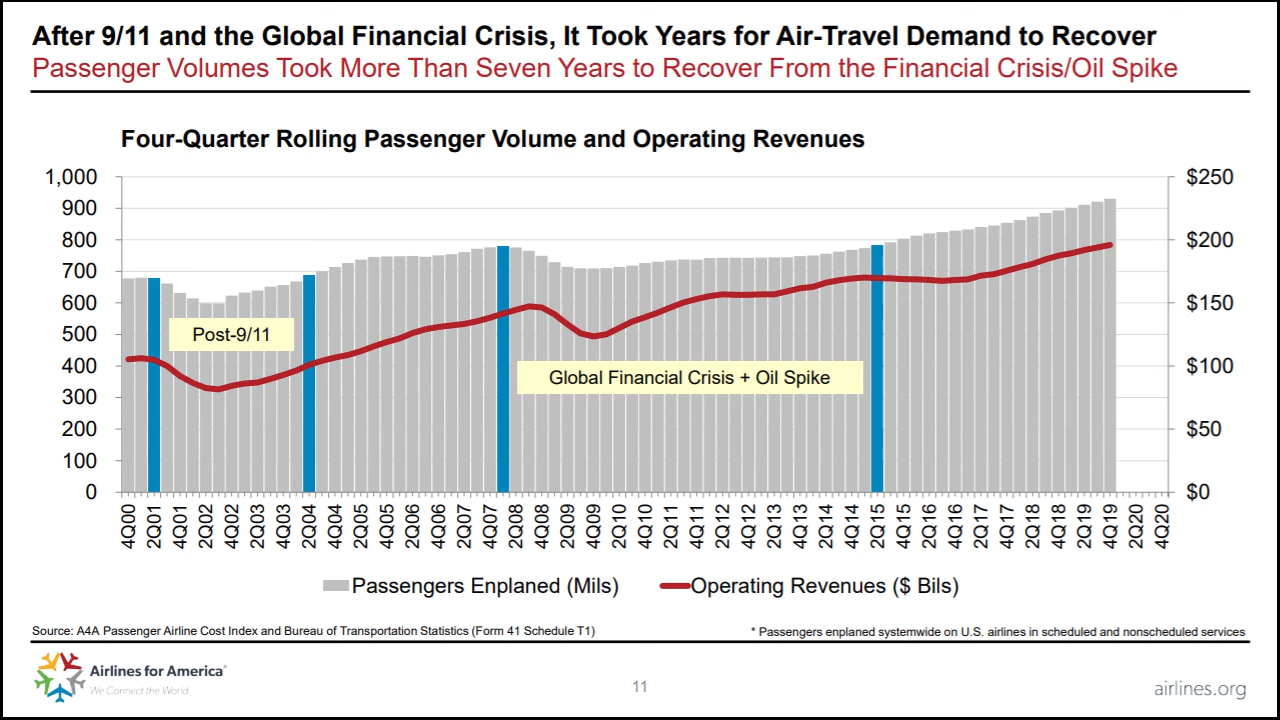 After 9/11 and the Global Financial Crisis, It Took Years for Air-Travel Demand to Recover
Passenger Volumes Took More Than Seven Years to Recover From the Financial Crisis/Oil Spike
Four-Quarter Rolling Passenger Volume and Operating Revenues
1,000
900
800
700
600
500
400
300
200
100
0
$250
$200
$150
$100
$50
$0
Post-9/11
Global Financial Crisis + Oil Spike
4Q00
2Q01
4Q01
2Q02
4Q02
2Q03
4Q03
2Q04
4Q04
2Q05
4Q05
2Q06
4Q06
2Q07
4Q07
2Q08
4Q08
2Q09
4Q09
2Q10
4Q10
2Q11
4Q11
2Q12
4Q12
2Q13
4Q13
2Q14
4Q14
2Q15
4Q15
2Q16
4Q16
2Q17
4Q17
2Q18
4Q18
2Q19
4Q19
2Q20
4Q20
Passengers Enplaned (Mils)
Operating Revenues ($ Bils)
Source: A4A Passenger Airline Cost Index and Bureau of Transportation Statistics (Form 41 Schedule T1)
* Passengers enplaned systemwide on U.S. airlines in scheduled and nonscheduled services
Airlines for America®
We Connect the World
11
airlines.org